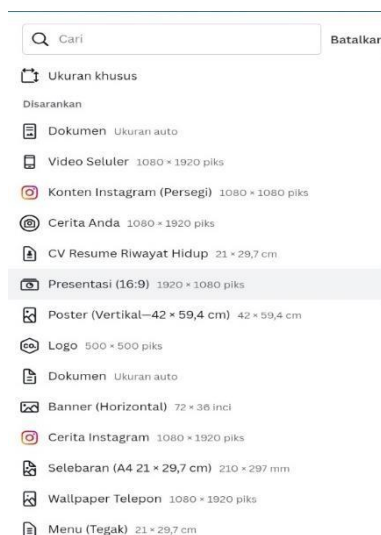 Cari Batalkan
Ukuran khusus
Disarankan
Dokumen Ukuran auto
Video Seluler 1080 × 1920 piks
Konten Instagram (Persegi) 1080 × 1080 piks
Cerita Anda 1080 × 1920 piks
CV Resume Riwayat Hidup 21 × 29,7 cm
Presentasi (16:9) 1920 × 1080 piks
Poster (Vertikal—42 × 59,4 cm) 42 × 59,4 cm
CO. Logo 500 × 500 piks
Dokumen Ukuran auto
Banner (Horizontal) 72 × 36 inci
Cerita Instagram 1080 × 1920 piks
Selebaran (A4 21 × 29,7 cm) 210 × 297 mm
Wallpaper Telepon 1080 × 1920 piks
Menu (Tegak) 21 × 29,7 cm